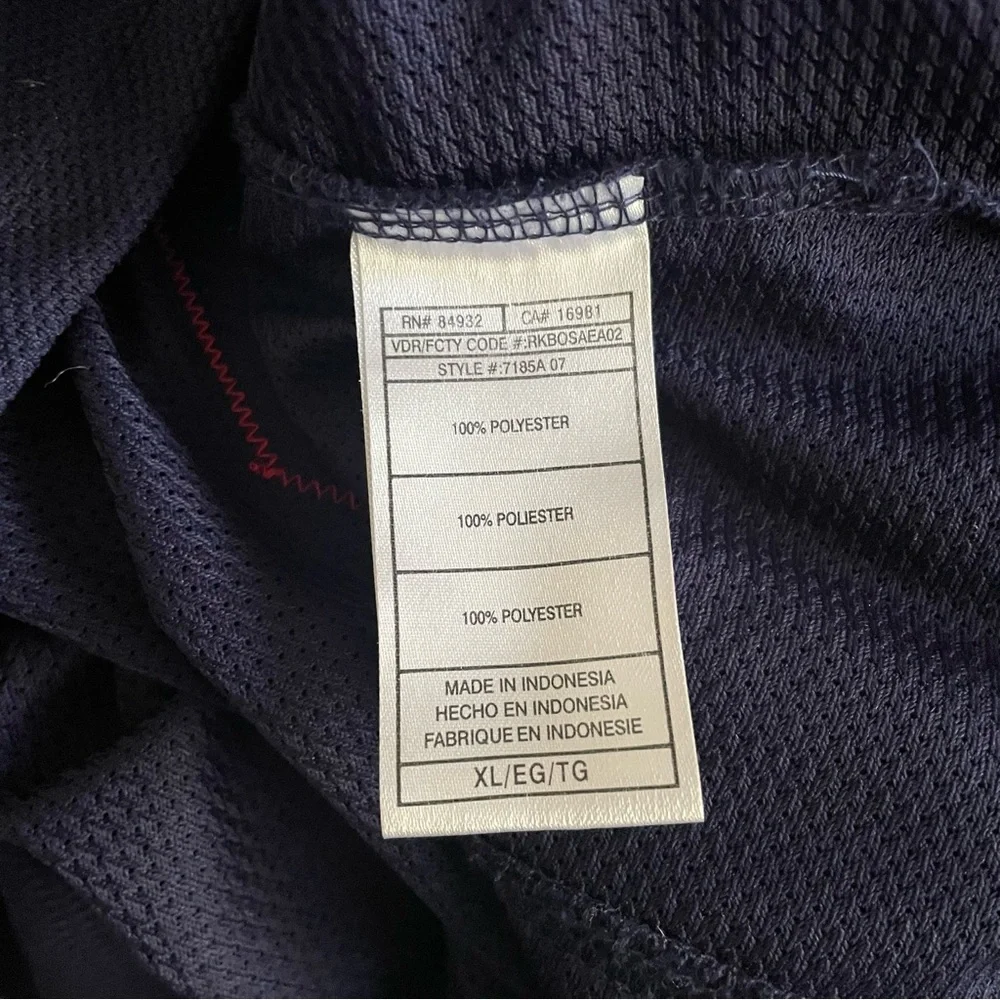 RN# 84932 CA# 16981
VDR/FCTY CODE #:RKBOSAEA02
STYLE #:7185A 07
100% POLYESTER
100% POLIESTER
100% POLYESTER
MADE IN INDONESIA
HECHO EN INDONESIA
FABRIQUE EN INDONESIE
XL/EG/TG